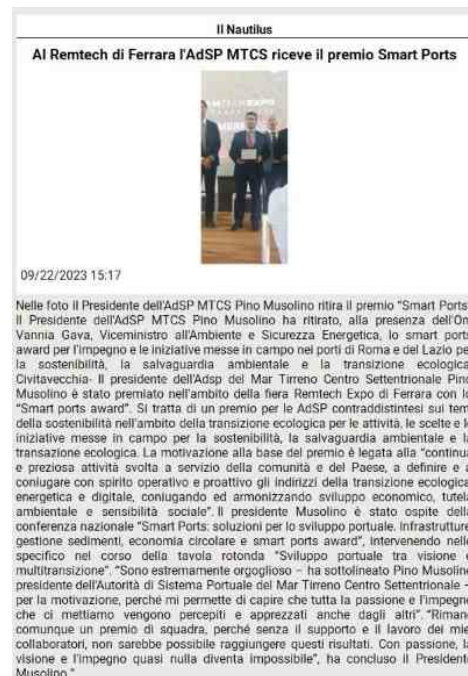 Il Nautilus
Al Remtech di Ferrara l'AdSP MTCS riceve il premio Smart Ports
09/22/2023 15:17
Nelle foto il Presidente dell'AdSP MTCS Pino Musolino ritira il premio "Smart Ports"
Il Presidente dell'AdSP MTCS Pino Musolino ha ritirato, alla presenza dell'On
Vannia Gava, Viceministro all'Ambiente e Sicurezza Energetica, lo smart ports
award per l'impegno e le iniziative messe in campo nei porti di Roma e del Lazio pe
la sostenibilità, la salvaguardia ambientale e la transizione ecologica
Civitavecchia- Il presidente dell'Adsp del Mar Tirreno Centro Settentrionale Pino
Musolino è stato premiato nell'ambito della fiera Remtech Expo di Ferrara con lo
"Smart ports award". Si tratta di un premio per le AdSP contraddistintesi sui tem
della sostenibilità nell'ambito della transizione ecologica per le attività, le scelte e le
iniziative messe in campo per la sostenibilità, la salvaguardia ambientale e la
transazione ecologica. La motivazione alla base del premio è legata alla "continua
e preziosa attività svolta a servizio della comunità e del Paese, a definire e a
coniugare con spirito operativo e proattivo gli indirizzi della transizione ecologica
energetica e digitale, coniugando ed armonizzando sviluppo economico, tutela
ambientale e sensibilità sociale". Il presidente Musolino è stato ospite della
conferenza nazionale "Smart Ports: soluzioni per lo sviluppo portuale. Infrastrutture
gestione sedimenti, economia circolare e smart ports award", intervenendo nello
specifico nel corso della tavola rotonda "Sviluppo portuale tra visione e
multitransizione". "Sono estremamente orgoglioso – ha sottolineato Pino Musolino
presidente dell'Autorità di Sistema Portuale del Mar Tirreno Centro Settentrionale –
per la motivazione, perché mi permette di capire che tutta la passione e l'impegno
che ci mettiamo vengono percepiti e apprezzati anche dagli altri". "Rimane
comunque un premio di squadra, perché senza il supporto e il lavoro dei mie
collaboratori, non sarebbe possibile raggiungere questi risultati. Con passione, la
visione e l'impegno quasi nulla diventa impossibile", ha concluso il Presidente
Musolino."